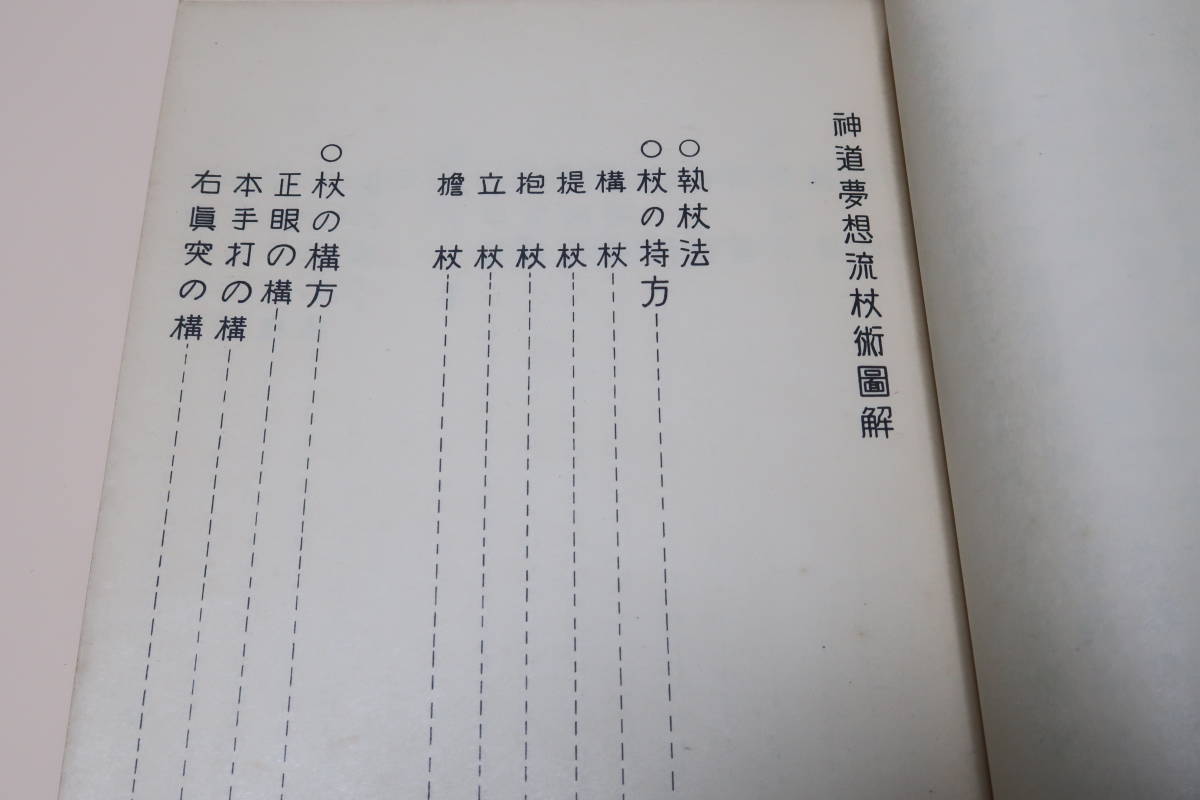 神道夢想流杖術圖解
○執杖法
○杖の持方
構杖
提杖
抱杖
立杖
擔杖
○杖の構方
正眼の構
本手打の構
右眞突の構